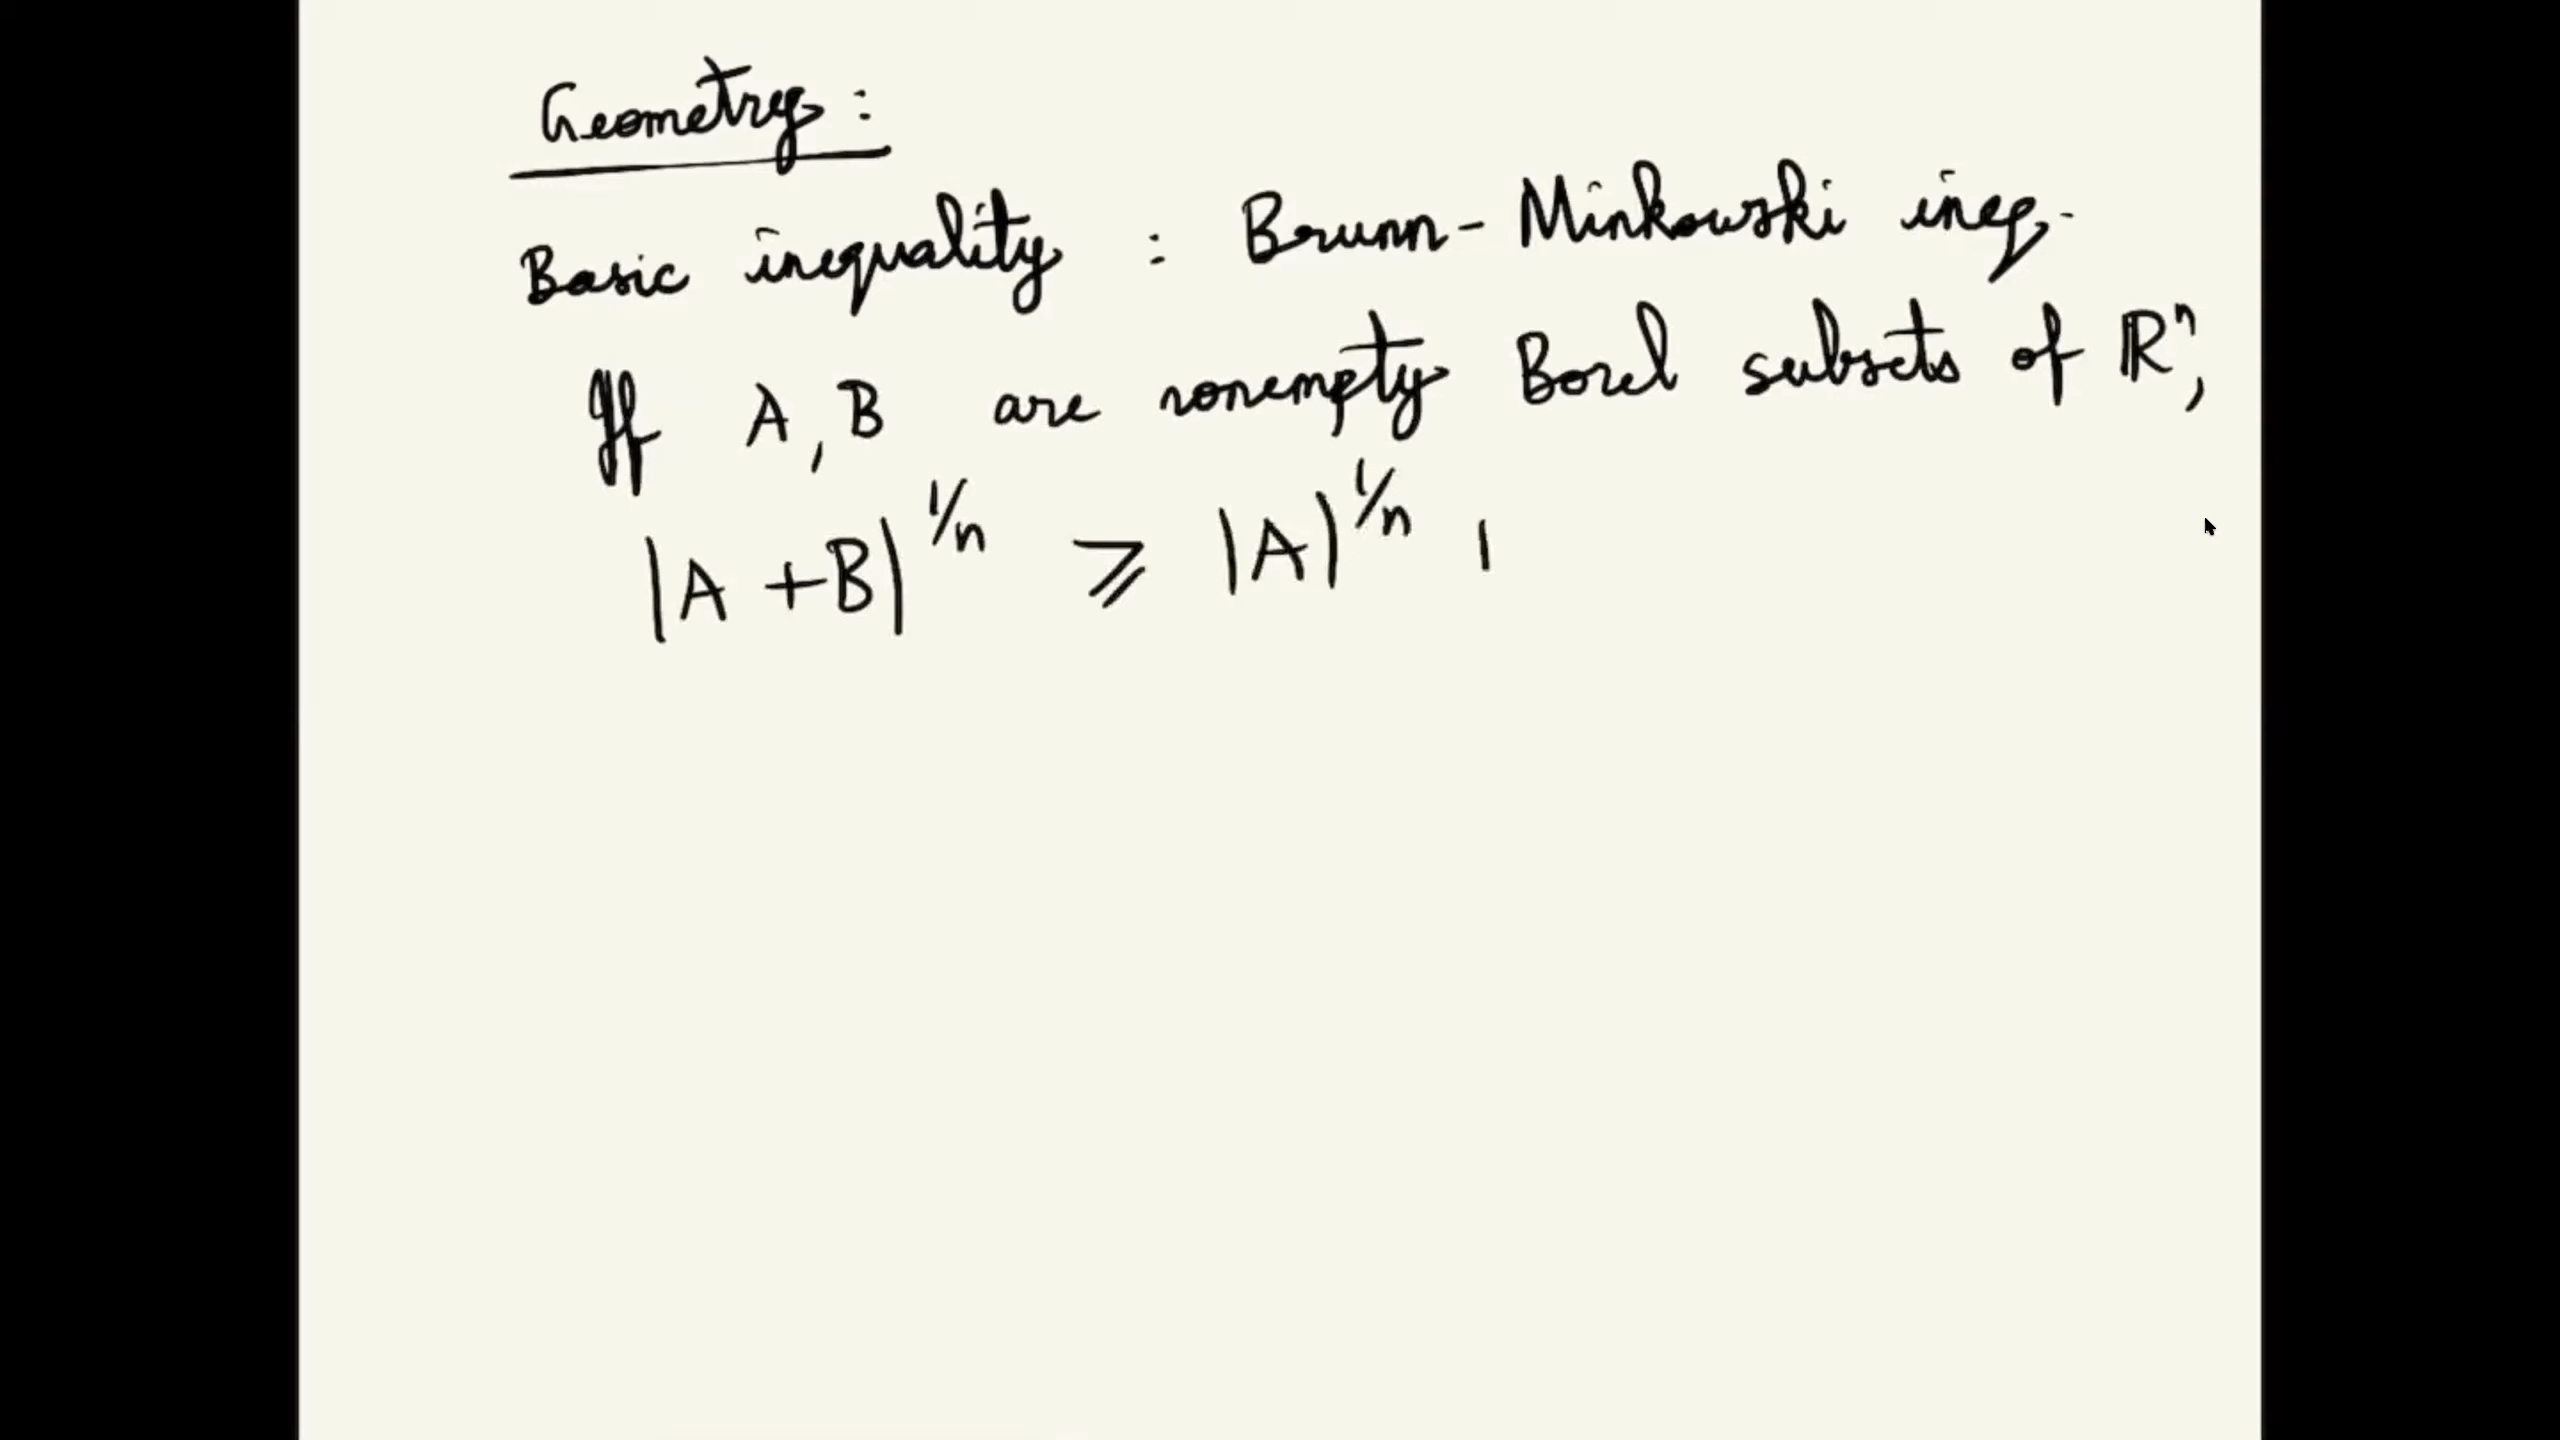 Geometry:
Basic inequality : Brunn-Minkowski ineq.
If A, B are nonempty Borel subsets of ℝⁿ,
|A+B|^{1/n} ⩾ |A|^{1/n} |